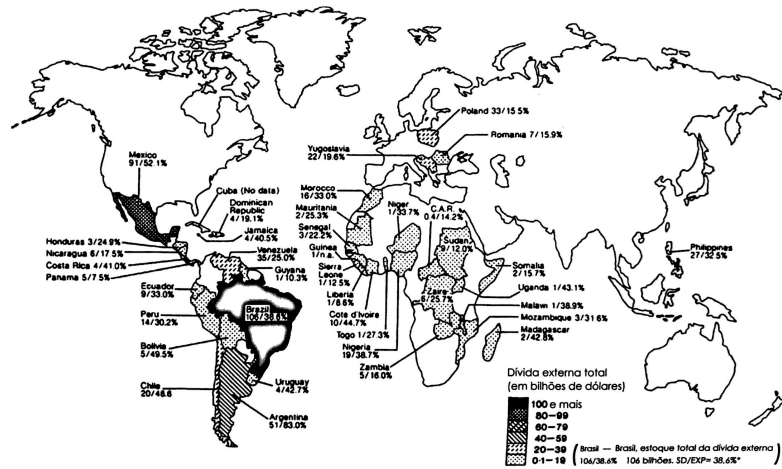 Poland 33/15.5%
Romania 7/15.9%
Yugoslavia
22/19.6%
Mexico
91/52.1%
Cuba (No data)
Dominican
Republic
4/19.1%
Jamaica
4/40.5%
Honduras 3/24.9%
Nicaragua 6/17.5%
Costa Rica 4/41.0%
Panama 5/7.5%
Venezuela
35/25.0%
Guyana
1/10.3%
Ecuador
9/33.0%
Peru
14/30.2%
Brazil
106/38.6%
Bolivia
5/49.5%
Chile
20/46.6
Uruguay
4/42.7%
Argentina
51/83.0%
Morocco
16/33.0%
Mauritania
2/25.3%
Senegal
3/22.2%
Guinea
1/n.a.
Sierra
Leone
1/12.5%
Liberia
1/8.6%
Cote d'Ivoire
10/44.7%
Togo 1/27.3%
Nigeria
19/38.7%
Niger
1/33.7%
C.A.R.
0.4/14.2%
Sudan
9/12.0%
Zaire
6/25.7%
Zambia
5/16.0%
Somalia
2/15.7%
Uganda 1/43.1%
Malawi 1/38.9%
Mozambique 3/31.6%
Madagascar
2/42.8%
Philippines
27/32.5%
Dívida externa total
(em bilhões de dólares)
100 e mais
80-99
60-79
40-59
20-39
0-1-19
Brasil — Brasil, estoque total da dívida externa
106/38.6% 106 bilhões. SD/EXP= 38,6%*